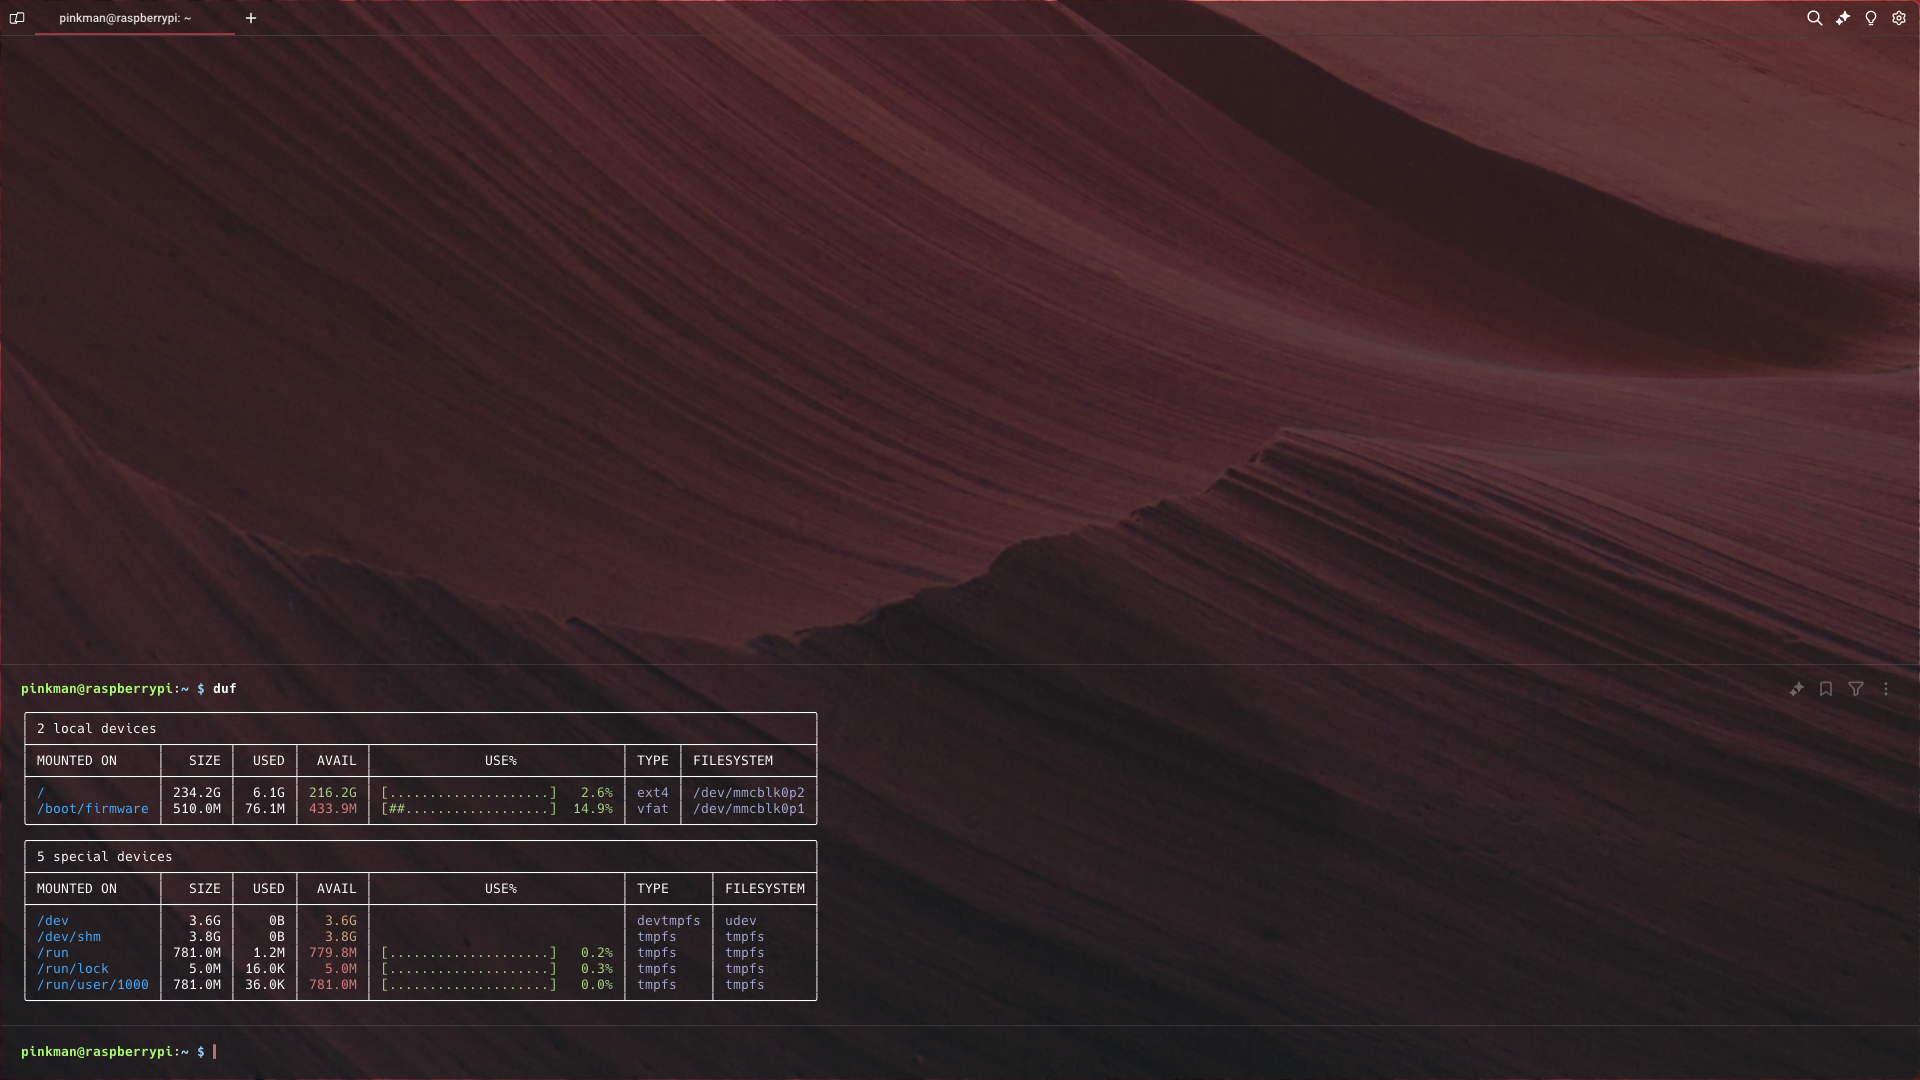 pinkman@raspberrypi: ~
pinkman@raspberrypi:~ $ duf
2 local devices
MOUNTED ON SIZE USED AVAIL USE% TYPE FILESYSTEM
/ 234.2G 6.1G 216.2G [....................] 2.6% ext4 /dev/mmcblk0p2
/boot/firmware 510.0M 76.1M 433.9M [##..................] 14.9% vfat /dev/mmcblk0p1
5 special devices
MOUNTED ON SIZE USED AVAIL USE% TYPE FILESYSTEM
/dev 3.6G 0B 3.6G devtmpfs udev
/dev/shm 3.8G 0B 3.8G tmpfs tmpfs
/run 781.0M 1.2M 779.8M [....................] 0.2% tmpfs tmpfs
/run/lock 5.0M 16.0K 5.0M [....................] 0.3% tmpfs tmpfs
/run/user/1000 781.0M 36.0K 781.0M [....................] 0.0% tmpfs tmpfs
pinkman@raspberrypi:~ $